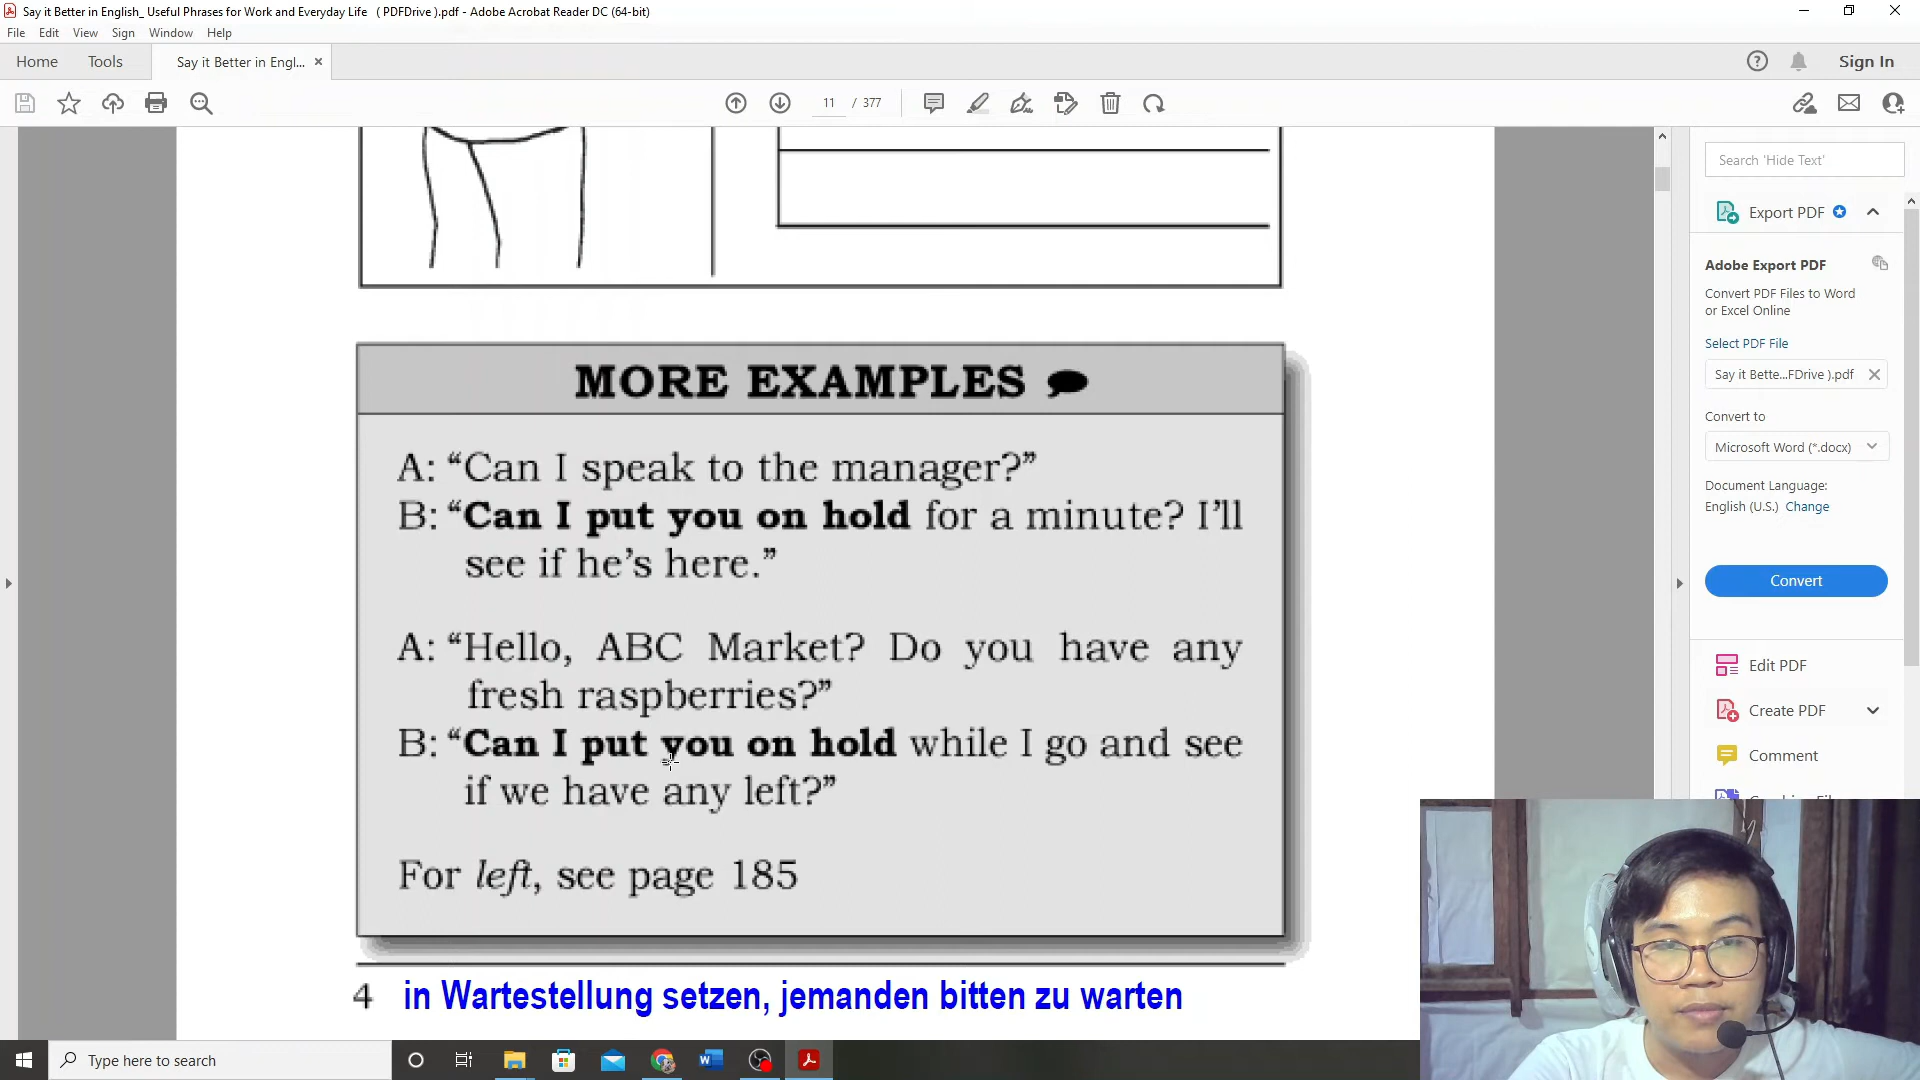 Say it Better in English_ Useful Phrases for Work and Everyday Life ( PDFDrive ).pdf - Adobe Acrobat Reader DC (64-bit)
File Edit View Sign Window Help
Home Tools Say it Better in Engl... Sign In
11 / 377
Search 'Hide Text'
Export PDF
Adobe Export PDF
Convert PDF Files to Word
or Excel Online
Select PDF File
Say it Bette...FDrive ).pdf
Convert to
Microsoft Word (*.docx)
Document Language:
English (U.S.) Change
Convert
Edit PDF
Create PDF
Comment
MORE EXAMPLES
A: “Can I speak to the manager?”
B: “Can I put you on hold for a minute? I’ll
see if he’s here.”
A: “Hello, ABC Market? Do you have any
fresh raspberries?”
B: “Can I put you on hold while I go and see
if we have any left?”
For left, see page 185
4 in Wartestellung setzen, jemanden bitten zu warten
Type here to search